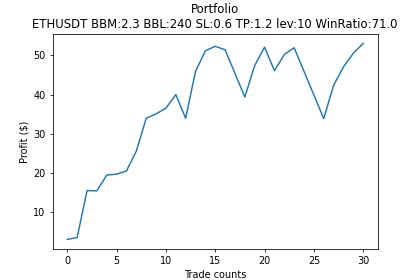 Portfolio
ETHUSDT BBM:2.3 BBL:240 SL:0.6 TP:1.2 lev:10 WinRatio:71.0
50
40
30
20
10
Profit ($)
0 5 10 15 20 25 30
Trade counts